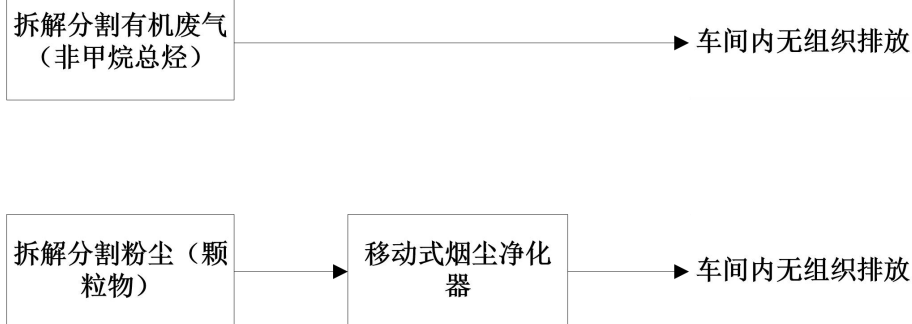 拆解分割有机废气
（非甲烷总烃）
车间内无组织排放
拆解分割粉尘（颗
粒物）
移动式烟尘净化
器
车间内无组织排放